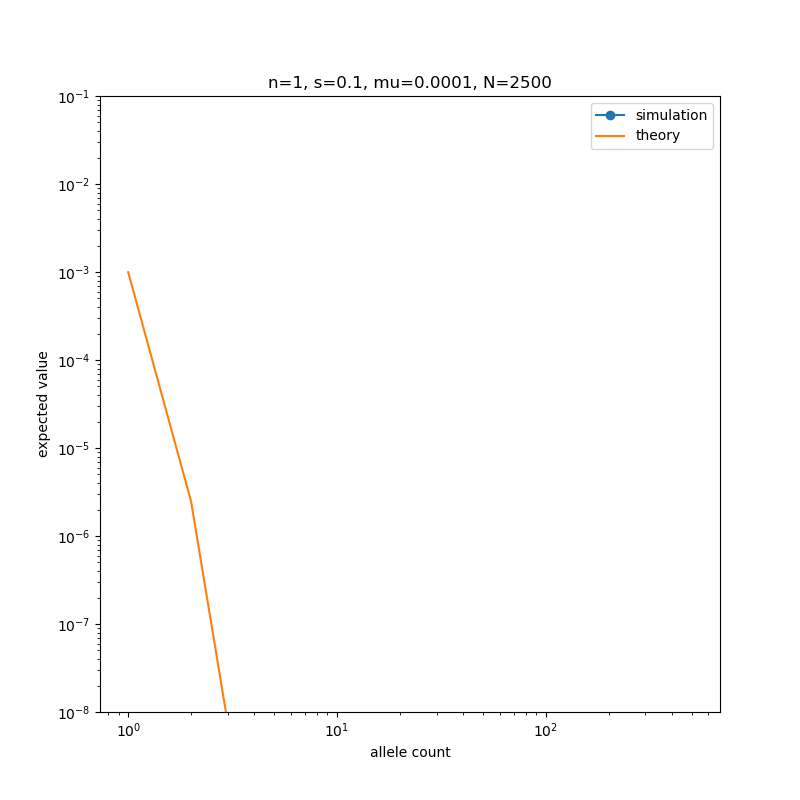 n=1, s=0.1, mu=0.0001, N=2500
simulation
theory
10⁻¹
10⁻²
10⁻³
10⁻⁴
10⁻⁵
10⁻⁶
10⁻⁷
10⁻⁸
expected value
10⁰ 10¹ 10²
allele count